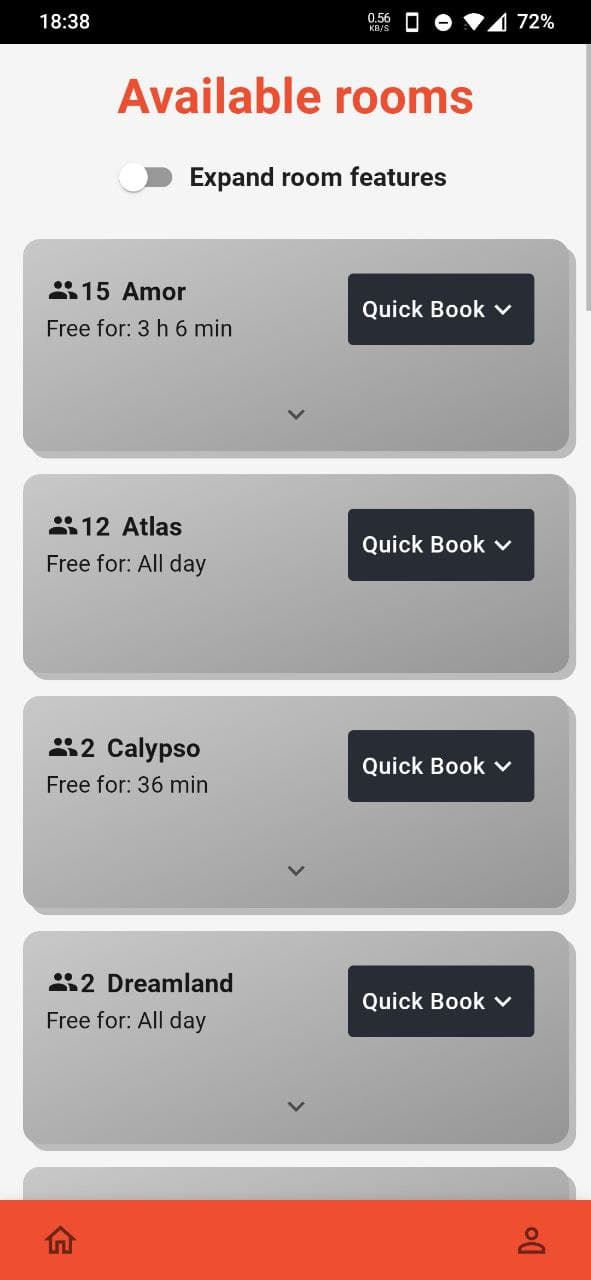 18:38
0.56
KB/S
72%
Available rooms
Expand room features
15 Amor
Free for: 3 h 6 min
Quick Book
12 Atlas
Free for: All day
Quick Book
2 Calypso
Free for: 36 min
Quick Book
2 Dreamland
Free for: All day
Quick Book